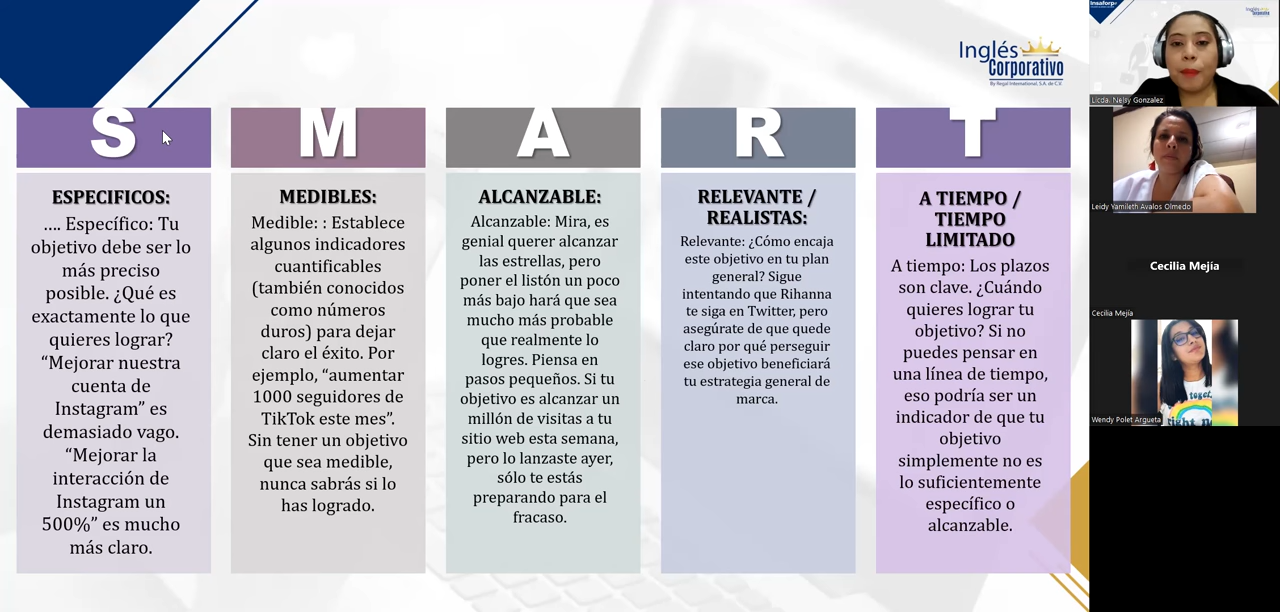 Inglés
Corporativo
By Regal International, S.A. de C.V.
S
M
A
R
T
ESPECIFICOS:
.... Específico: Tu
objetivo debe ser lo
más preciso
posible. ¿Qué es
exactamente lo que
quieres lograr?
“Mejorar nuestra
cuenta de
Instagram” es
demasiado vago.
“Mejorar la
interacción de
Instagram un
500%” es mucho
más claro.
MEDIBLES:
Medible: : Establece
algunos indicadores
cuantificables
(también conocidos
como números
duros) para dejar
claro el éxito. Por
ejemplo, “aumentar
1000 seguidores de
TikTok este mes”.
Sin tener un objetivo
que sea medible,
nunca sabrás si lo
has logrado.
ALCANZABLE:
Alcanzable: Mira, es
genial querer alcanzar
las estrellas, pero
poner el listón un poco
más bajo hará que sea
mucho más probable
que realmente lo
logres. Piensa en
pasos pequeños. Si tu
objetivo es alcanzar un
millón de visitas a tu
sitio web esta semana,
pero lo lanzaste ayer,
sólo te estás
preparando para el
fracaso.
RELEVANTE /
REALISTAS:
Relevante: ¿Cómo encaja
este objetivo en tu plan
general? Sigue
intentando que Rihanna
te siga en Twitter, pero
asegúrate de que quede
claro por qué perseguir
ese objetivo beneficiará
tu estrategia general de
marca.
A TIEMPO /
TIEMPO
LIMITADO
A tiempo: Los plazos
son clave. ¿Cuándo
quieres lograr tu
objetivo? Si no
puedes pensar en
una línea de tiempo,
eso podría ser un
indicador de que tu
objetivo
simplemente no es
lo suficientemente
específico o
alcanzable.
Insaforp
Licda. Nelsy Gonzalez
Leidy Yamileth Avalos Olmedo
Cecilia Mejía
Cecilia Mejía
Wendy Polet Argueta